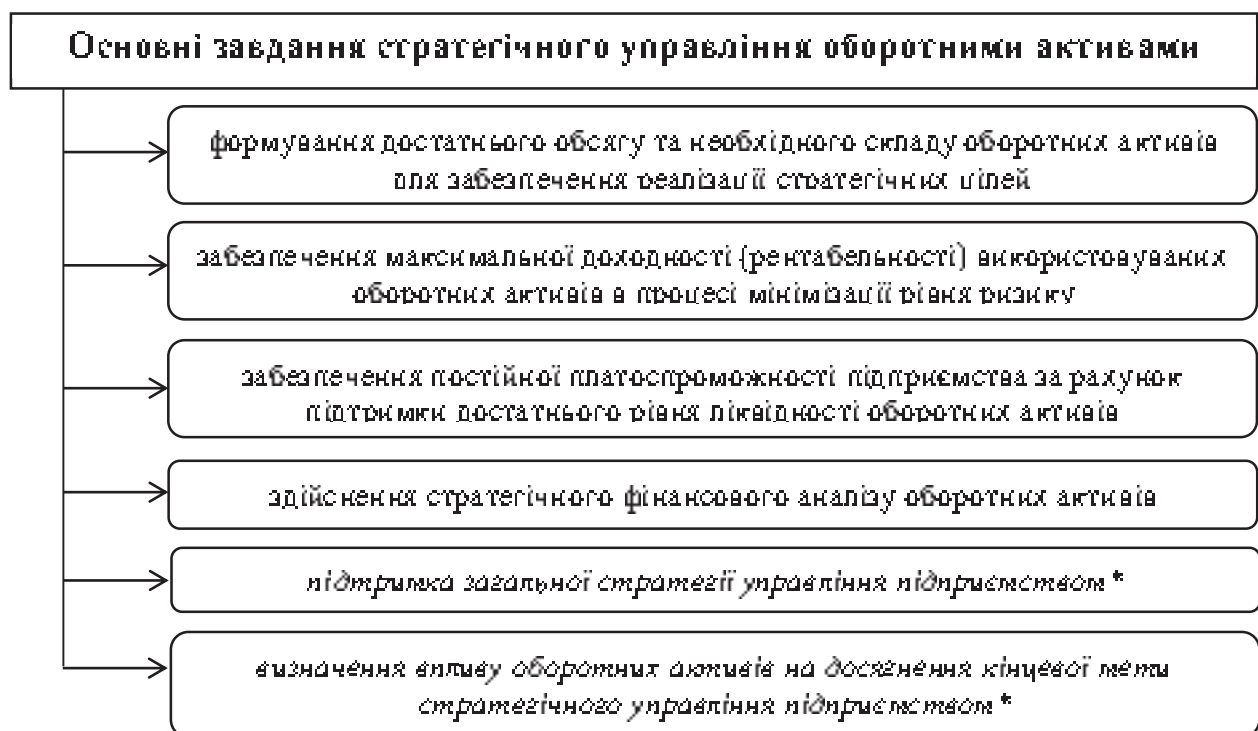 Основні завдання стратегічного управління оборотними активами
формування достатнього обсягу та необхідного складу оборотних активів
для забезпечення реалізації стратегічних цілей
забезпечення максимальної доходності (рентабельності) використовуваних
оборотних активів в процесі мінімізації рівня ризику
забезпечення постійної платоспроможності підприємства за рахунок
підтримки достатнього рівня ліквідності оборотних активів
здійснення стратегічного фінансового аналізу оборотних активів
підтримка загальної стратегії управління підприємством *
визначення впливу оборотних активів на досягнення кінцевої мети
стратегічного управління підприємством *